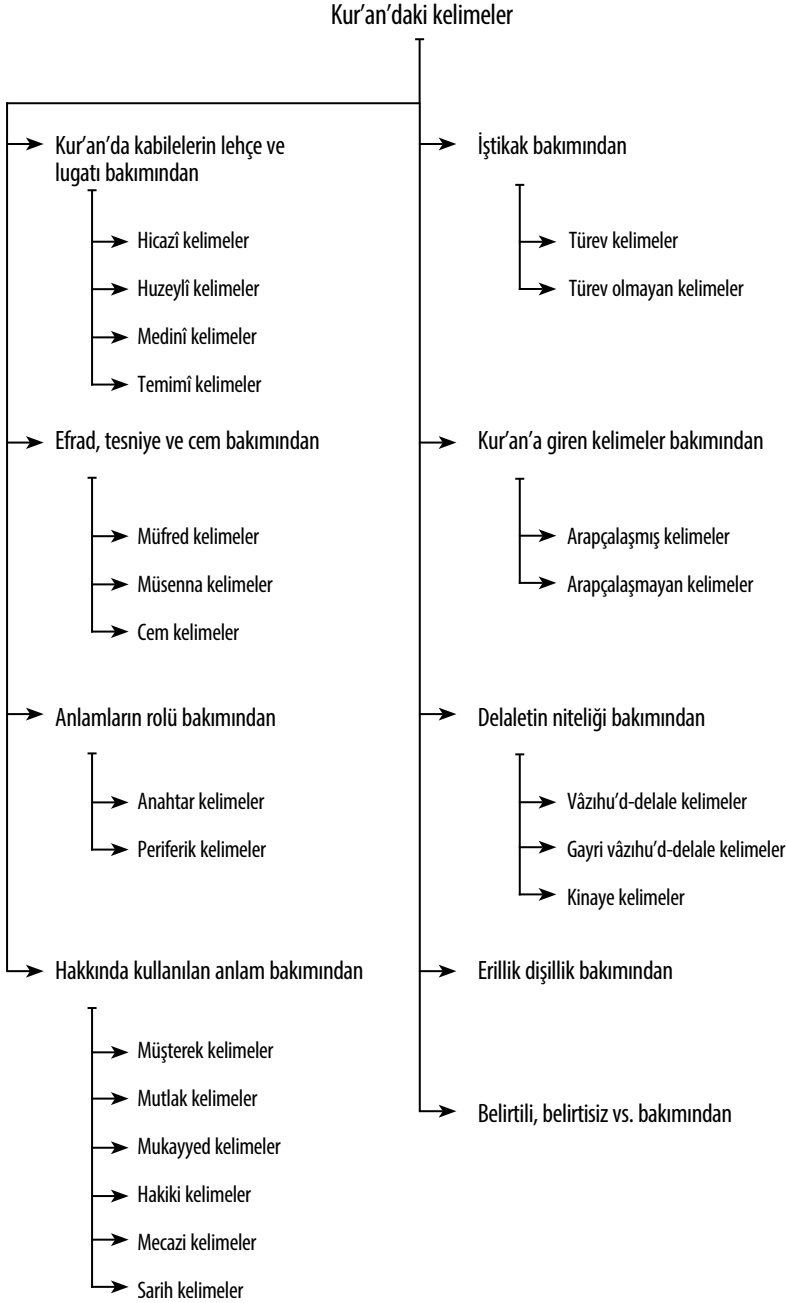 Kur’an’daki kelimeler
Kur’an’da kabilelerin lehçe ve
lugatı bakımından
Hicazî kelimeler
Huzeylî kelimeler
Medinî kelimeler
Temimî kelimeler
Efrad, tesniye ve cem bakımından
Müfred kelimeler
Müsenna kelimeler
Cem kelimeler
Anlamların rolü bakımından
Anahtar kelimeler
Periferik kelimeler
Hakkında kullanılan anlam bakımından
Müşterek kelimeler
Mutlak kelimeler
Mukayyed kelimeler
Hakiki kelimeler
Mecazi kelimeler
Sarih kelimeler
İştikak bakımından
Türev kelimeler
Türev olmayan kelimeler
Kur’an’a giren kelimeler bakımından
Arapçalaşmış kelimeler
Arapçalaşmayan kelimeler
Delaletin niteliği bakımından
Vâzıhu’d-delale kelimeler
Gayri vâzıhu’d-delale kelimeler
Kinaye kelimeler
Erillik dişillik bakımından
Belirtili, belirtisiz vs. bakımından